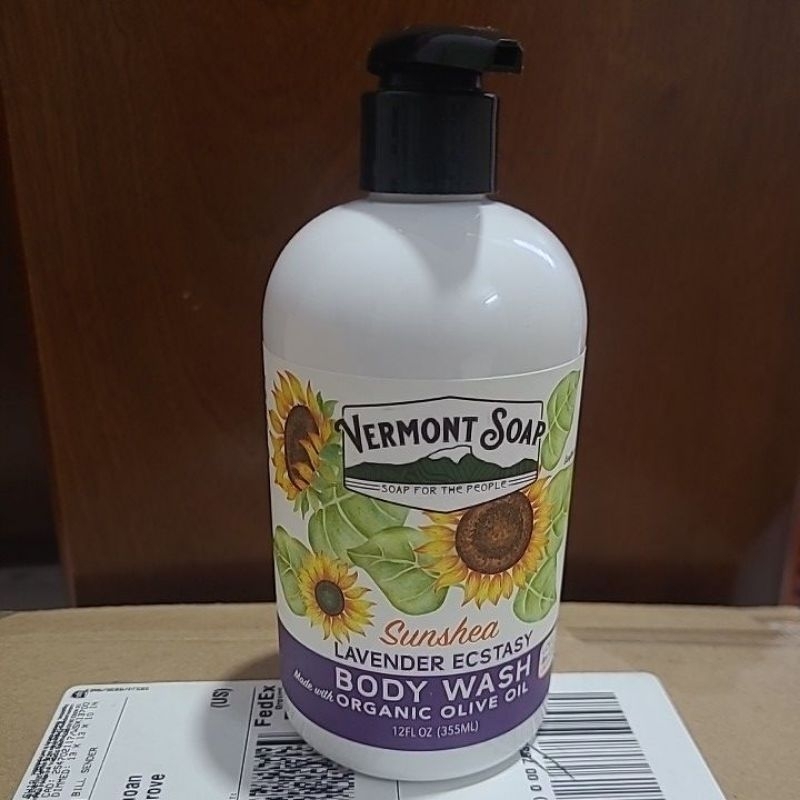 VERMONT SOAP
SOAP FOR THE PEOPLE
Sunshea
LAVENDER ECSTASY
BODY WASH
Made with
ORGANIC OLIVE OIL
12FL OZ (355ML)
(US)
FedEx
BILL SENDER